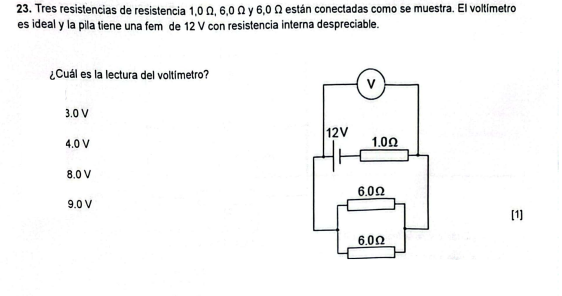 23. Tres resistencias de resistencia 1,0 Ω, 6,0 Ω y 6,0 Ω están conectadas como se muestra. El voltímetro
es ideal y la pila tiene una fem de 12 V con resistencia interna despreciable.
¿Cuál es la lectura del voltímetro?
3.0 V
4.0 V
8.0 V
9.0 V
V
12V
1.0Ω
6.0Ω
6.0Ω
[1]